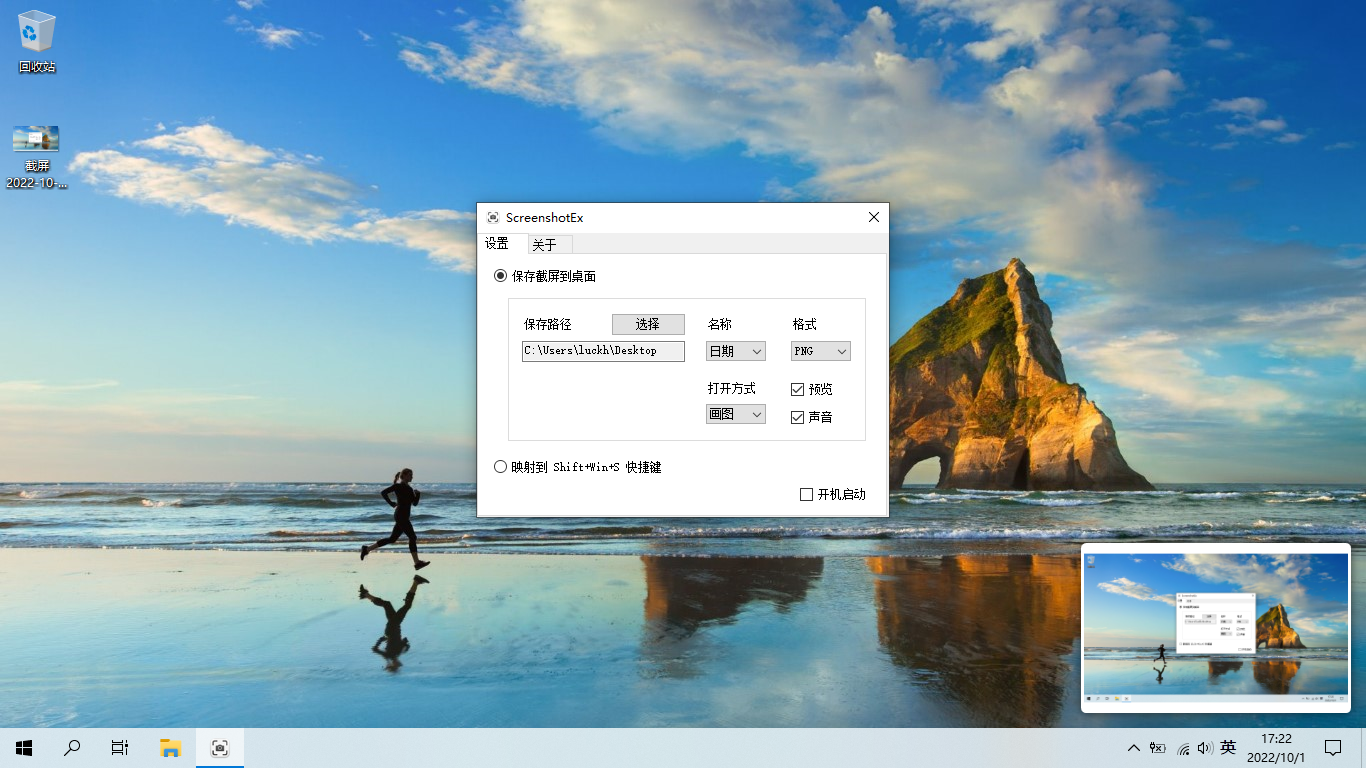 回收站
截屏
2022-10-...
ScreenshotEx
设置 关于
保存截屏到桌面
保存路径 选择 名称 格式
C:\Users\luckh\Desktop 日期 PNG
打开方式 预览
画图 声音
映射到 Shift+Win+S 快捷键
开机启动
英
17:22
2022/10/1